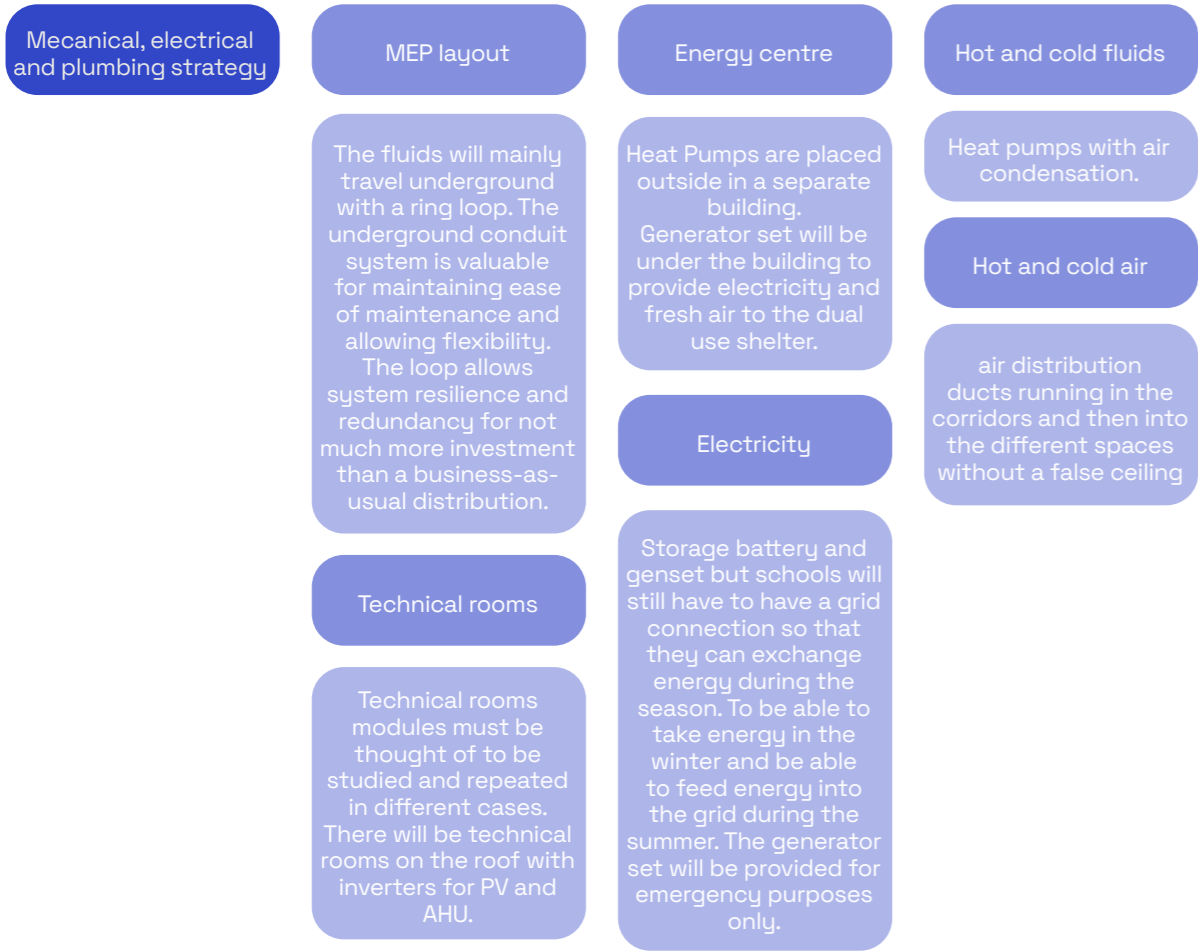 Mecanical, electrical
and plumbing strategy
MEP layout
The fluids will mainly
travel underground
with a ring loop. The
underground conduit
system is valuable
for maintaining ease
of maintenance and
allowing flexibility.
The loop allows
system resilience and
redundancy for not
much more investment
than a business-as-
usual distribution.
Technical rooms
Technical rooms
modules must be
thought of to be
studied and repeated
in different cases.
There will be technical
rooms on the roof with
inverters for PV and
AHU.
Energy centre
Heat Pumps are placed
outside in a separate
building.
Generator set will be
under the building to
provide electricity and
fresh air to the dual
use shelter.
Electricity
Storage battery and
genset but schools will
still have to have a grid
connection so that
they can exchange
energy during the
season. To be able to
take energy in the
winter and be able
to feed energy into
the grid during the
summer. The generator
set will be provided for
emergency purposes
only.
Hot and cold fluids
Heat pumps with air
condensation.
Hot and cold air
air distribution
ducts running in the
corridors and then into
the different spaces
without a false ceiling